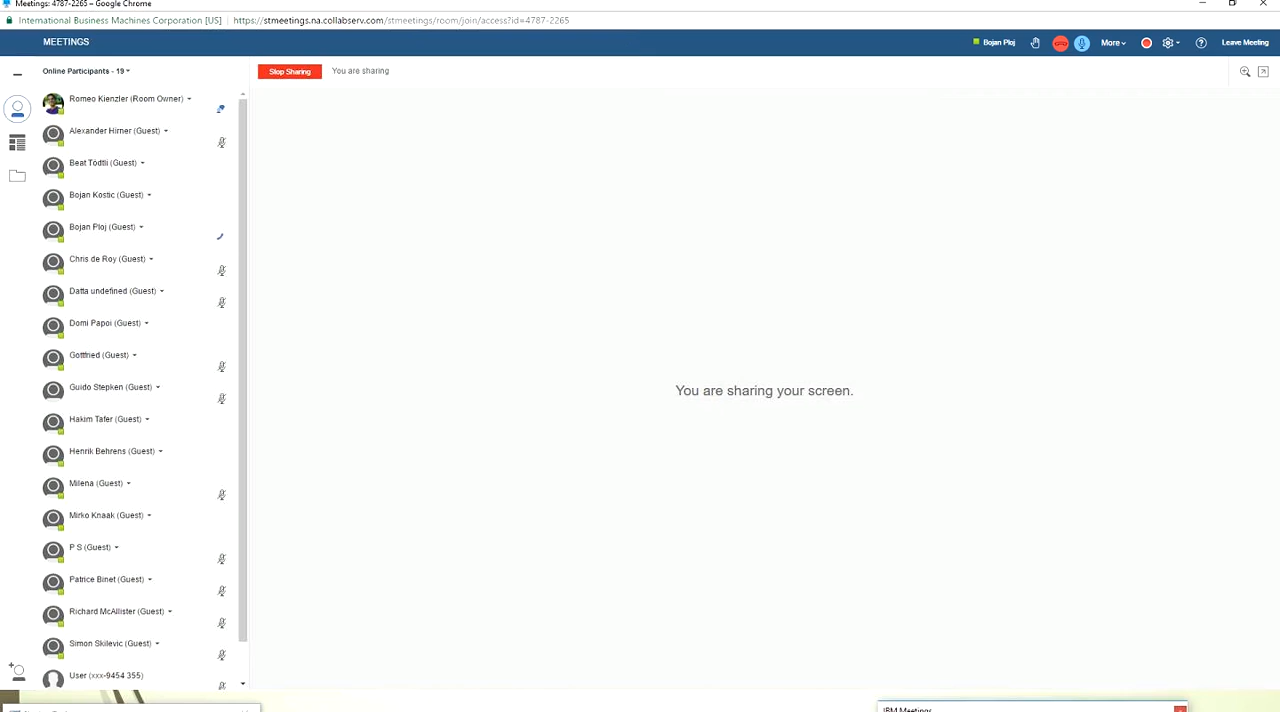 Meetings: 4787-2265 – Google Chrome
International Business Machines Corporation [US] https://stmeetings.na.collabserv.com/stmeetings/room/join/access?id=4787-2265
MEETINGS
Bojan Ploj
More
Leave Meeting
Online Participants - 19
Stop Sharing
You are sharing
Romeo Kienzler (Room Owner)
Alexander Hirner (Guest)
Beat Tödtli (Guest)
Bojan Kostic (Guest)
Bojan Ploj (Guest)
Chris de Roy (Guest)
Datta undefined (Guest)
Domi Papoi (Guest)
Gottfried (Guest)
You are sharing your screen.
Guido Stepken (Guest)
Hakim Tafer (Guest)
Henrik Behrens (Guest)
Milena (Guest)
Mirko Knaak (Guest)
P S (Guest)
Patrice Binet (Guest)
Richard McAllister (Guest)
Simon Skilevic (Guest)
User (xxx-9454 355)
IBM Meetings